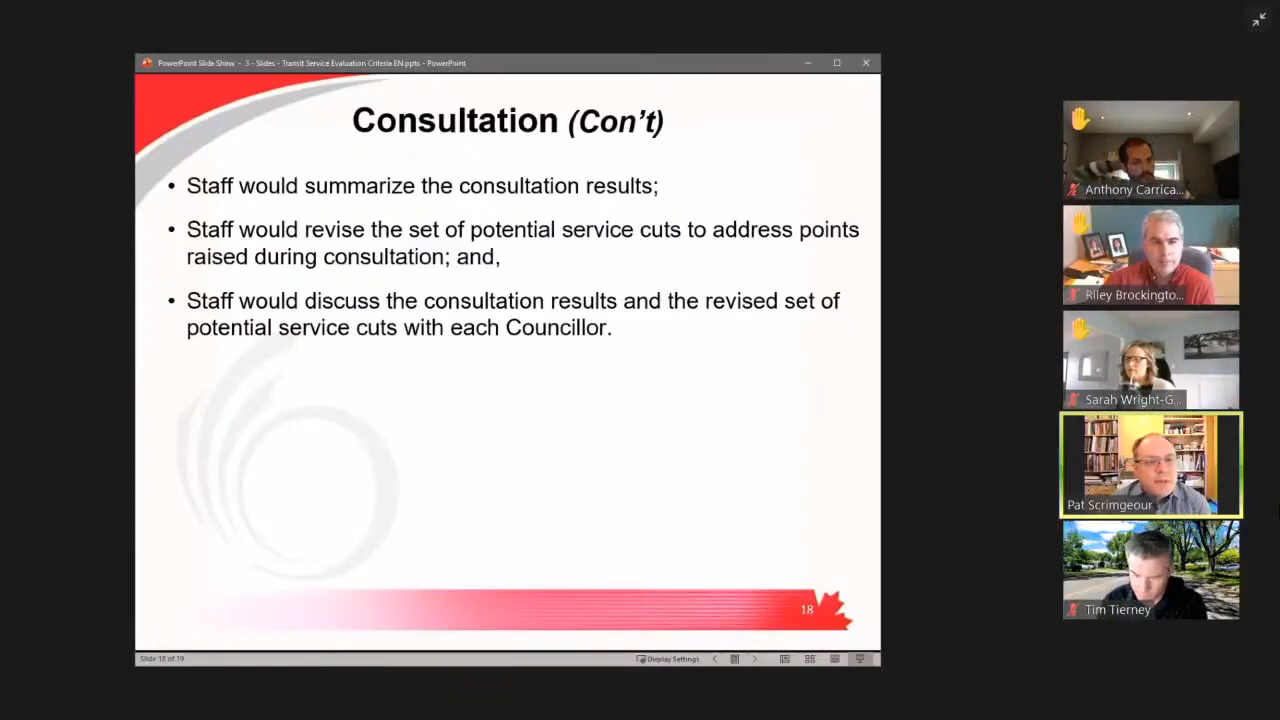 PowerPoint Slide Show - 3 - Slides - Transit Service Evaluation Criteria EN.ppts - PowerPoint
Consultation (Con't)
• Staff would summarize the consultation results;
• Staff would revise the set of potential service cuts to address points
raised during consultation; and,
• Staff would discuss the consultation results and the revised set of
potential service cuts with each Councillor.
18
Slide 18 of 19
Display Settings
Anthony Carrica...
Riley Brockingto...
Sarah Wright-G...
Pat Scrimgeour
Tim Tierney